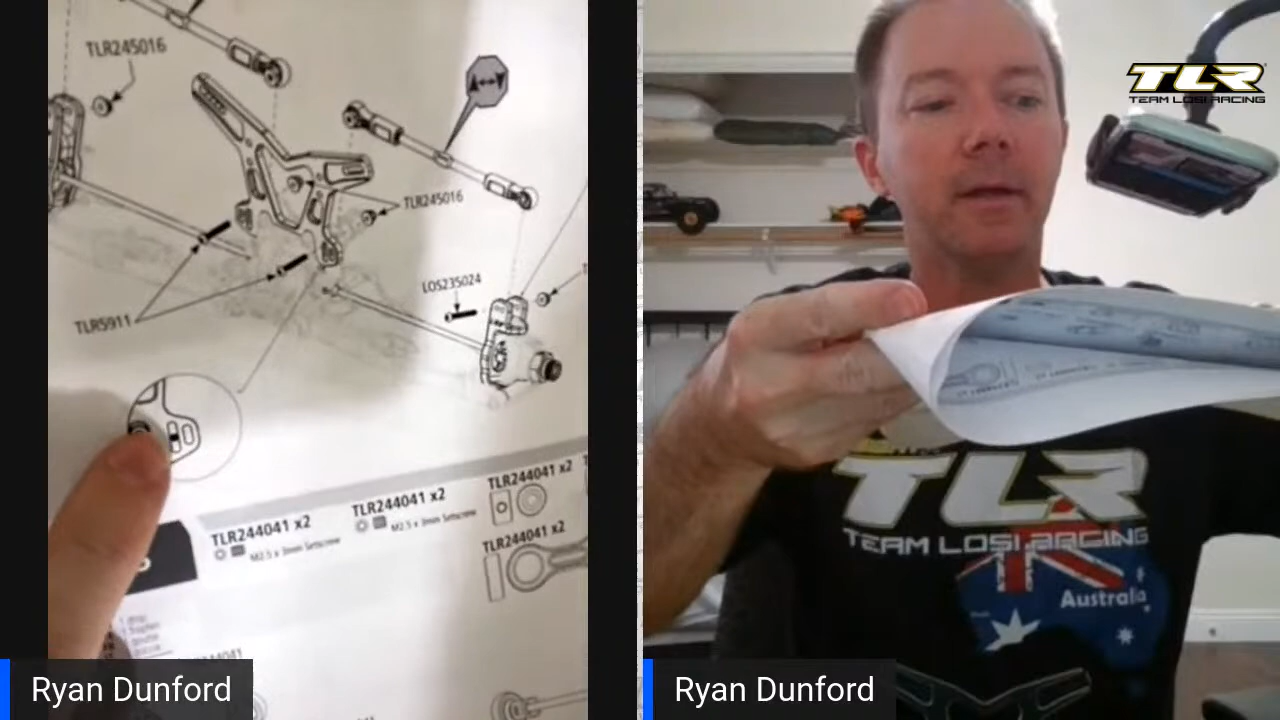 TLR245016
TLR245016
LOS235024
TLR5911
TLR244041 x2
M2.5 x 3mm Setscrew
TLR244041 x2
M2.5 x 3mm Setscrew
TLR244041 x2
TLR244041 x2
Ryan Dunford
TLR
TEAM LOSI RACING
TLR
TEAM LOSI RACING
Australia
Ryan Dunford